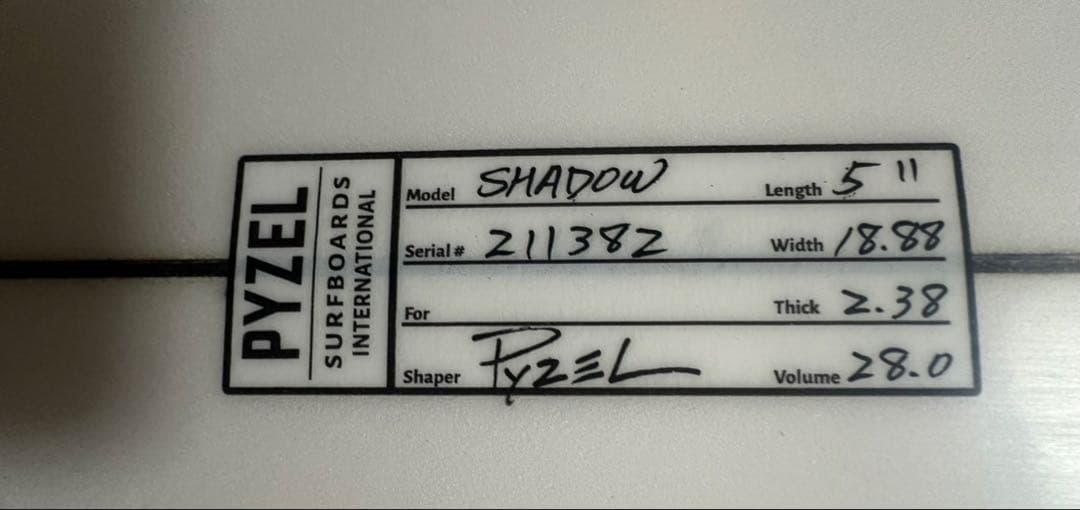 PYZEL
SURFBOARDS
INTERNATIONAL
Model SHADOW Length 5 11
Serial # 211382 Width 18.88
For Thick 2.38
Shaper PYZEL Volume 28.0